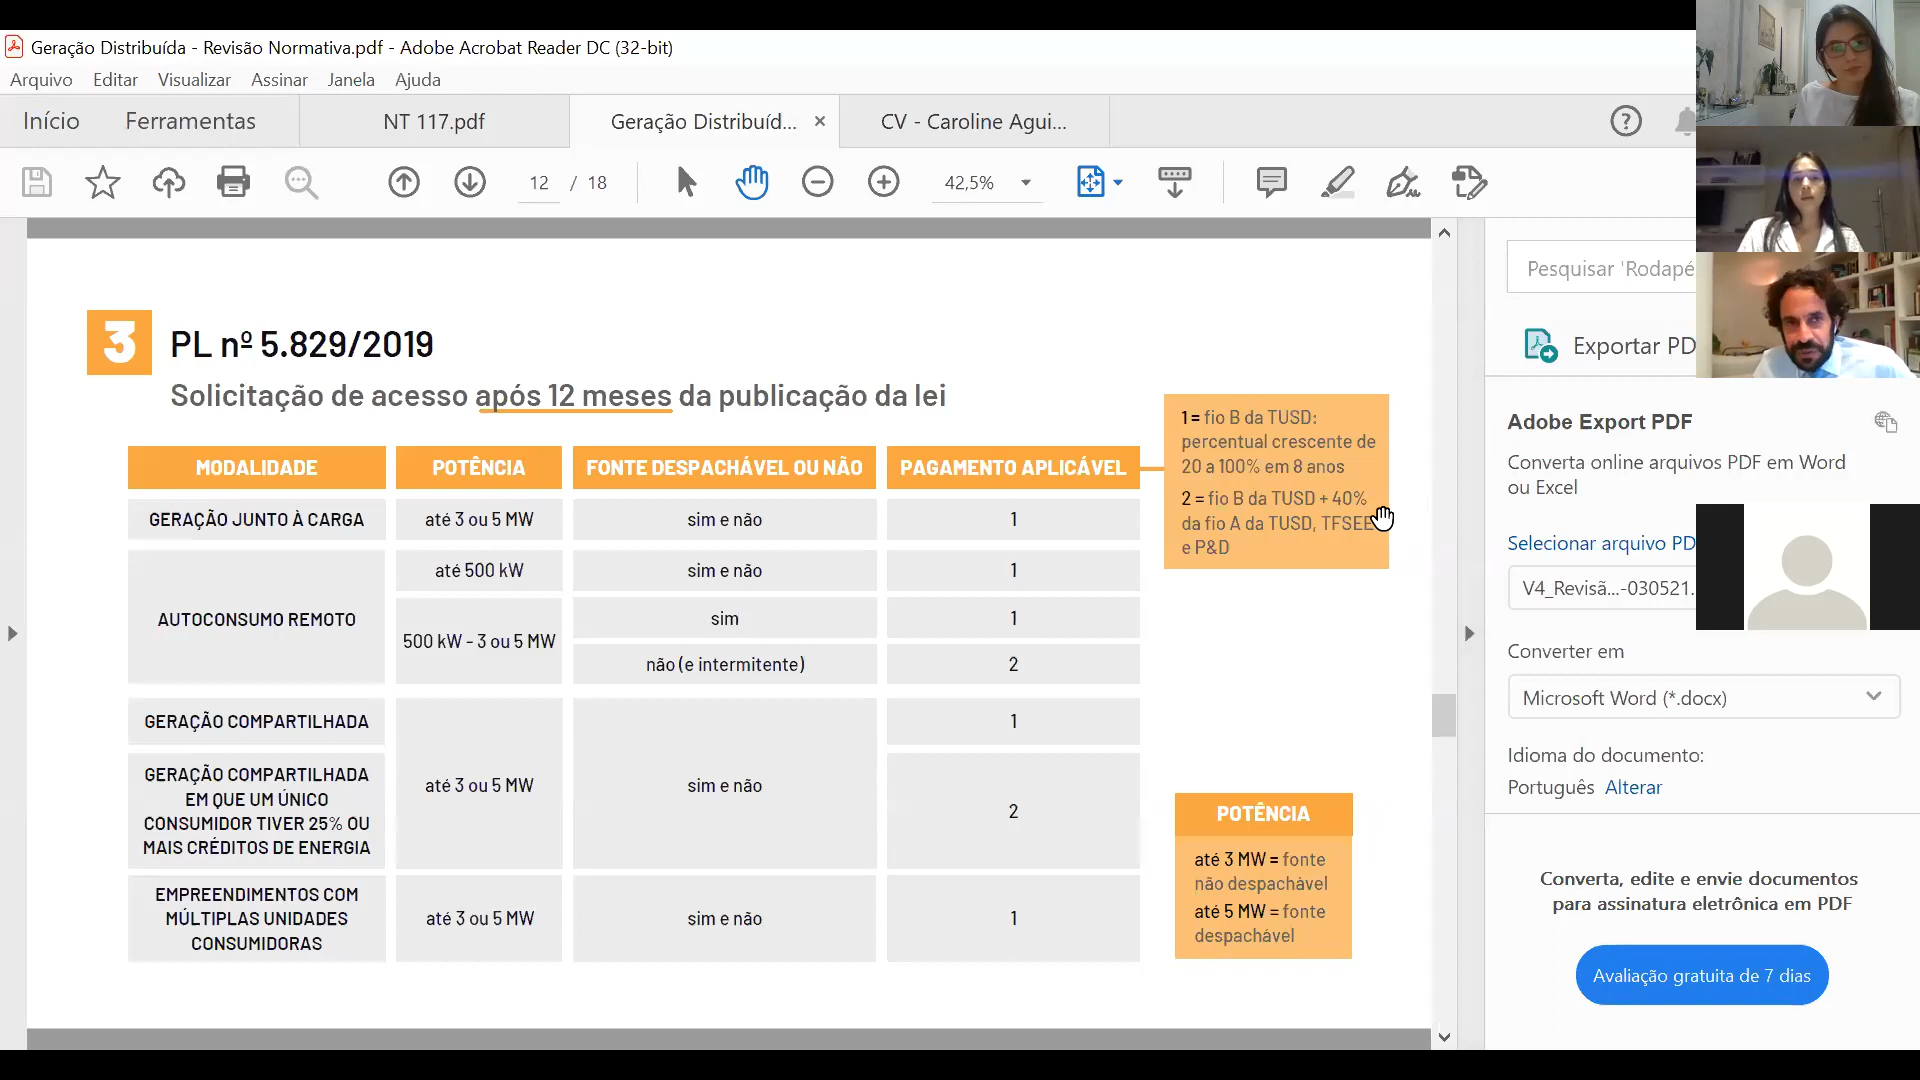 Geração Distribuída - Revisão Normativa.pdf - Adobe Acrobat Reader DC (32-bit)
Arquivo Editar Visualizar Assinar Janela Ajuda
Início Ferramentas NT 117.pdf Geração Distribuíd... × CV - Caroline Agui...
12 / 18 42,5%
3
PL nº 5.829/2019
Solicitação de acesso após 12 meses da publicação da lei
MODALIDADE POTÊNCIA FONTE DESPACHÁVEL OU NÃO PAGAMENTO APLICÁVEL
GERAÇÃO JUNTO À CARGA até 3 ou 5 MW sim e não 1
AUTOCONSUMO REMOTO
até 500 kW sim e não 1
500 kW - 3 ou 5 MW
sim 1
não (e intermitente) 2
GERAÇÃO COMPARTILHADA
até 3 ou 5 MW
sim e não
1
GERAÇÃO COMPARTILHADA
EM QUE UM ÚNICO
CONSUMIDOR TIVER 25% OU
MAIS CRÉDITOS DE ENERGIA
2
EMPREENDIMENTOS COM
MÚLTIPLAS UNIDADES
CONSUMIDORAS
até 3 ou 5 MW sim e não 1
1 = fio B da TUSD:
percentual crescente de
20 a 100% em 8 anos
2 = fio B da TUSD + 40%
da fio A da TUSD, TFSEE
e P&D
POTÊNCIA
até 3 MW = fonte
não despachável
até 5 MW = fonte
despachável
Pesquisar 'Rodapé
Exportar PD
Adobe Export PDF
Converta online arquivos PDF em Word
ou Excel
Selecionar arquivo PD
V4_Revisã...-030521.
Converter em
Microsoft Word (*.docx)
Idioma do documento:
Português Alterar
Converta, edite e envie documentos
para assinatura eletrônica em PDF
Avaliação gratuita de 7 dias